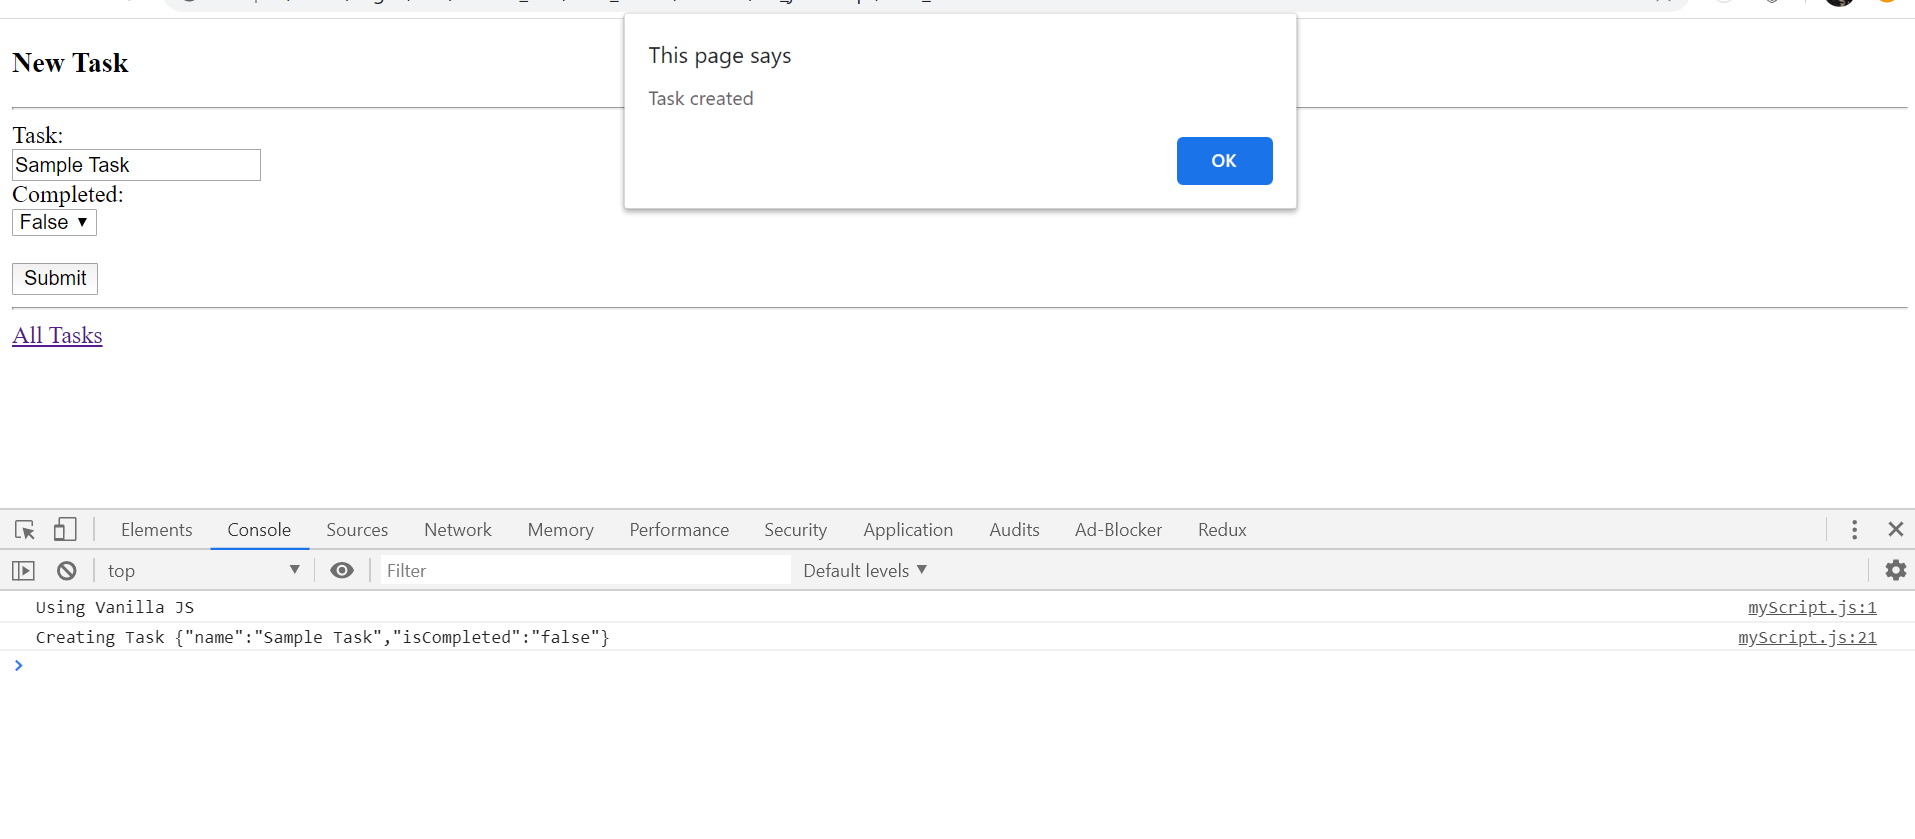 New Task
This page says
Task created
OK
Task:
Sample Task
Completed:
False
Submit
All Tasks
Elements Console Sources Network Memory Performance Security Application Audits Ad-Blocker Redux
top Filter Default levels
Using Vanilla JS myScript.js:1
Creating Task {"name":"Sample Task","isCompleted":"false"} myScript.js:21